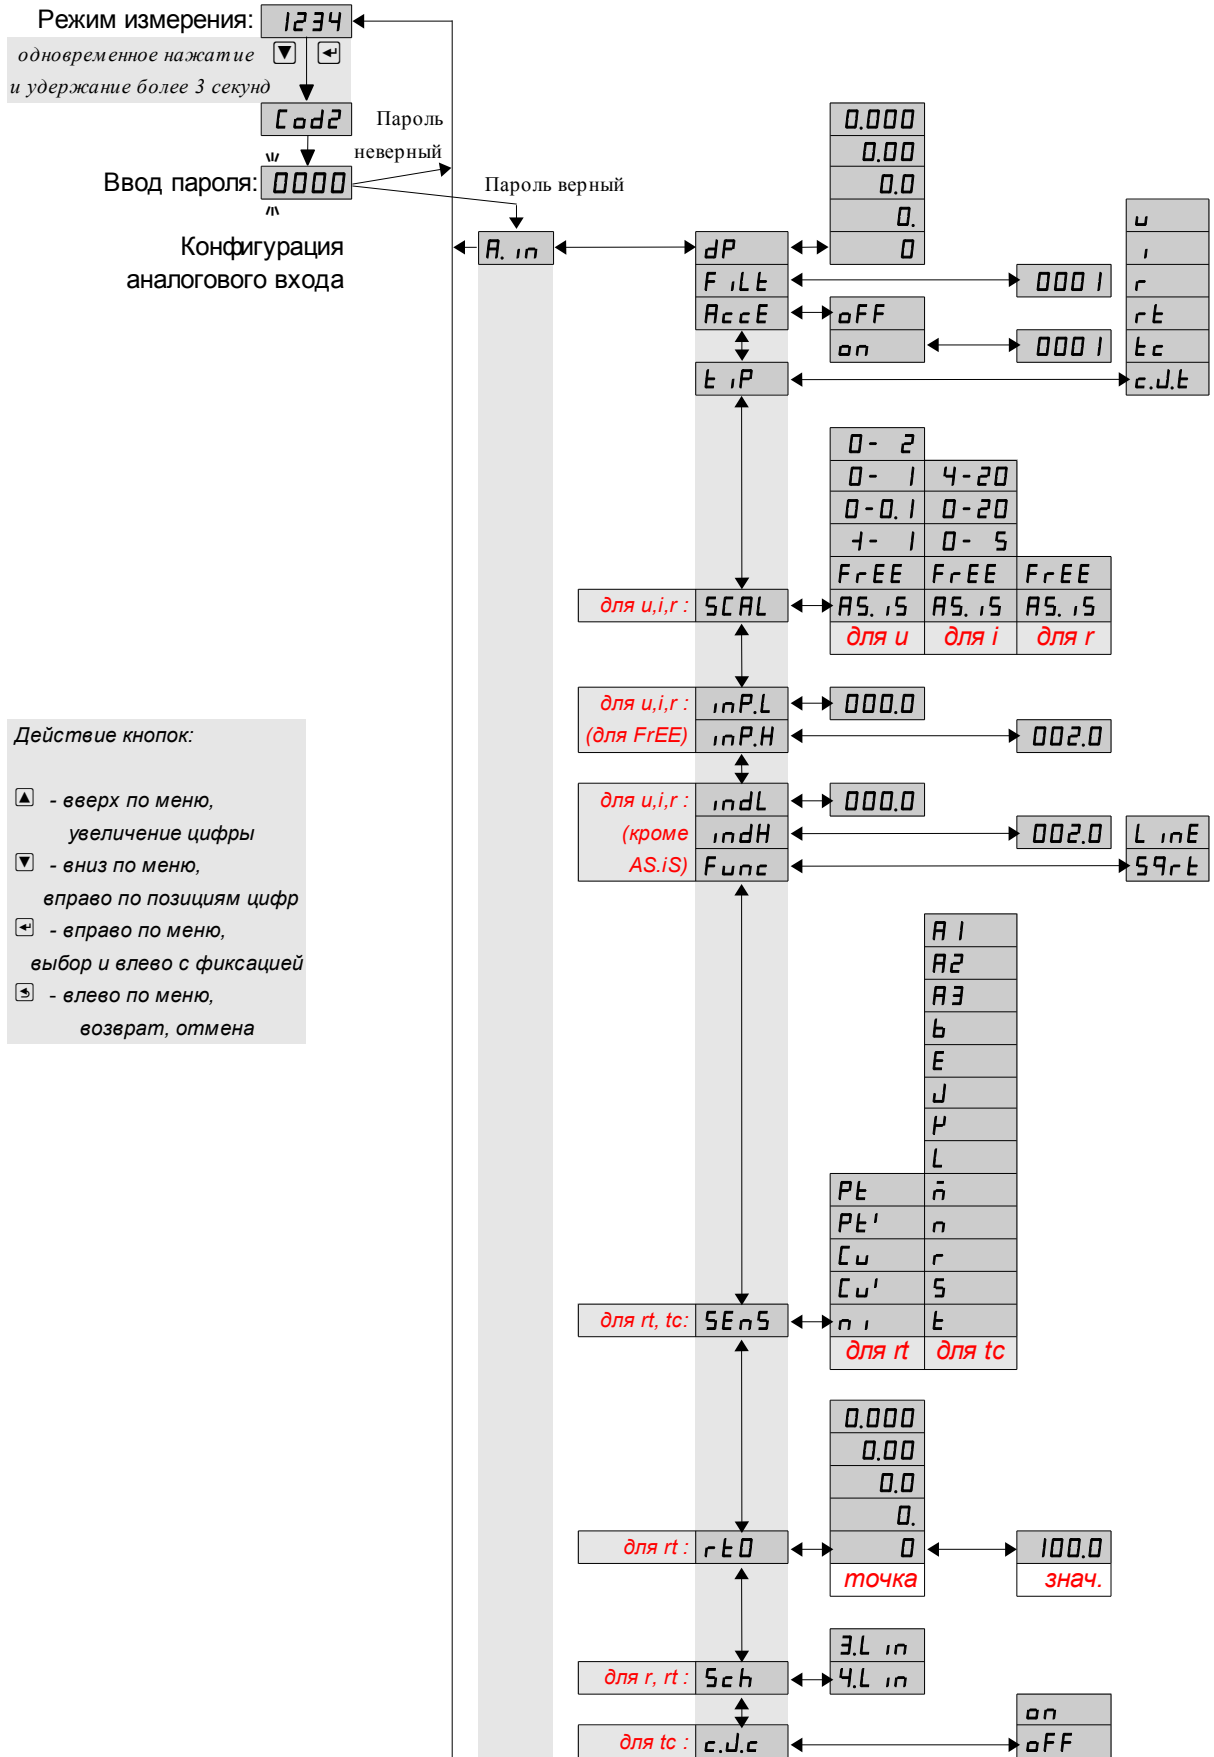 Режим измерения: 1234
одновременное нажатие
и удержание более 3 секунд
Cod2
Пароль
неверный
Ввод пароля: 0000
Пароль верный
Конфигурация
аналогового входа
A.in
dP
0.000
0.00
0.0
0.
0
FiLt
0001
AccE
oFF
on
0001
tiP
u
i
r
rt
tc
c.J.t
для u,i,r :
SCAL
0- 2
0- 1
0-0.1
-1- 1
FrEE
AS.iS
для u
4-20
0-20
0- 5
FrEE
AS.iS
для i
FrEE
AS.iS
для r
для u,i,r :
(для FrEE)
inP.L
000.0
inP.H
002.0
для u,i,r :
(кроме
AS.iS)
indL
000.0
indH
002.0
Func
LinE
Sqrt
Действие кнопок:
- вверх по меню,
увеличение цифры
- вниз по меню,
вправо по позициям цифр
- вправо по меню,
выбор и влево с фиксацией
- влево по меню,
возврат, отмена
для rt, tc:
SEnS
Pt
Pt'
Cu
Cu'
ni
для rt
A1
A2
A3
b
E
J
L
n
r
S
t
для tc
для rt :
rt0
0.000
0.00
0.0
0.
0
точка
100.0
знач.
для r, rt :
Sch
3.Lin
4.Lin
для tc :
c.J.c
on
oFF